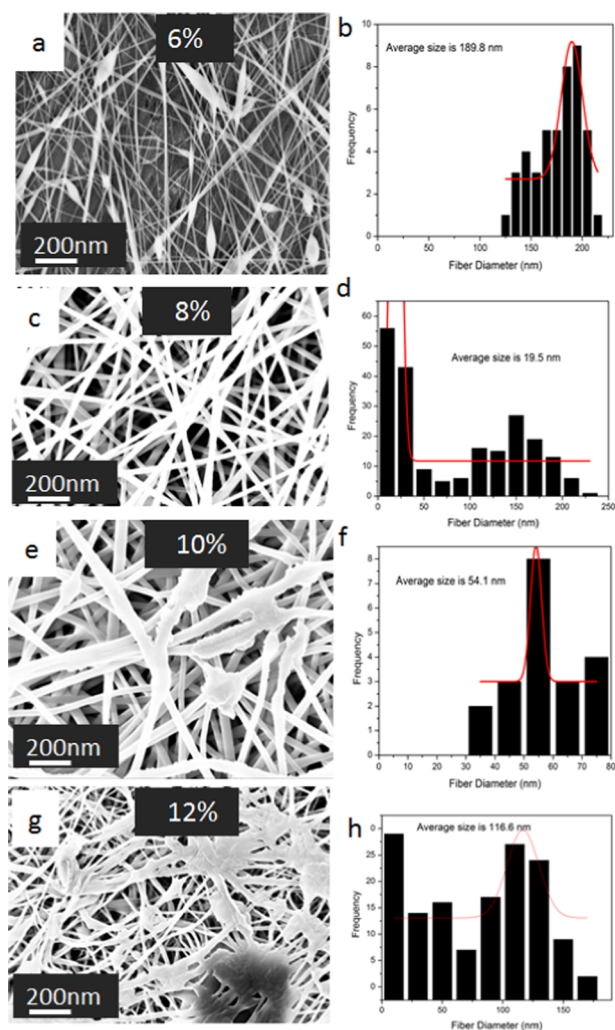 a
6%
200nm
b
Average size is 189.8 nm
10
8
6
4
2
0
Frequency
0 50 100 150 200
Fiber Diameter (nm)
c
8%
200nm
d
Average size is 19.5 nm
60
50
40
30
20
10
0
Frequency
0 50 100 150 200 250
Fiber Diameter (nm)
e
10%
200nm
f
Average size is 54.1 nm
8
7
6
5
4
3
2
1
0
Frequency
0 10 20 30 40 50 60 70 80
Fiber Diameter (nm)
g
12%
200nm
h
Average size is 116.6 nm
0
25
20
15
10
5
0
Frequency
0 50 100 150
Fiber Diameter (nm)